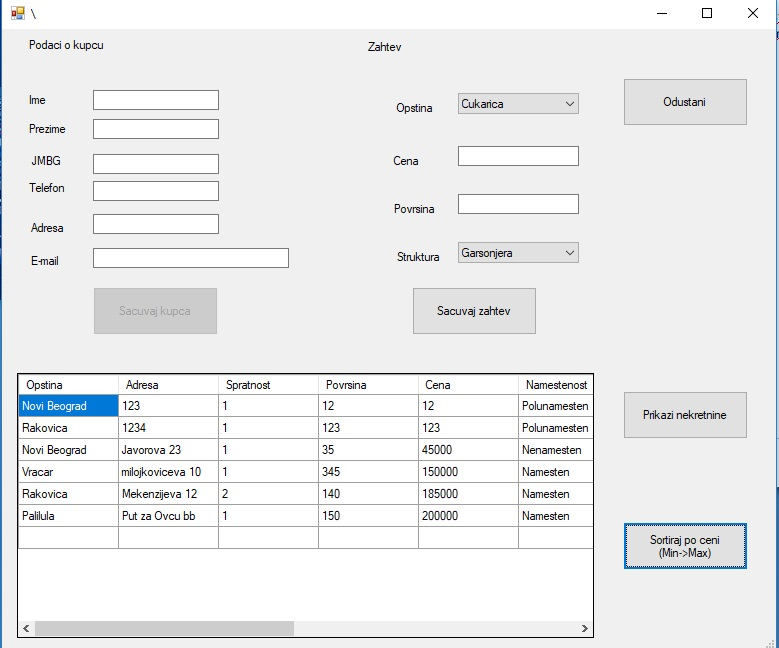 \
Podaci o kupcu
Zahtev
Ime
Opstina Cukarica
Odustani
Prezime
JMBG
Cena
Telefon
Povrsina
Adresa
E-mail
Struktura Garsonjera
Sacuvaj kupca
Sacuvaj zahtev
Opstina Adresa Spratnost Povrsina Cena Namestenost
Novi Beograd 123 1 12 12 Polunamesten
Rakovica 1234 1 123 123 Polunamesten
Novi Beograd Javorova 23 1 35 45000 Nenamesten
Vracar milojkoviceva 10 1 345 150000 Namesten
Rakovica Mekenzijeva 12 2 140 185000 Namesten
Palilula Put za Ovcu bb 1 150 200000 Namesten
Prikazi nekretnine
Sortiraj po ceni
(Min->Max)